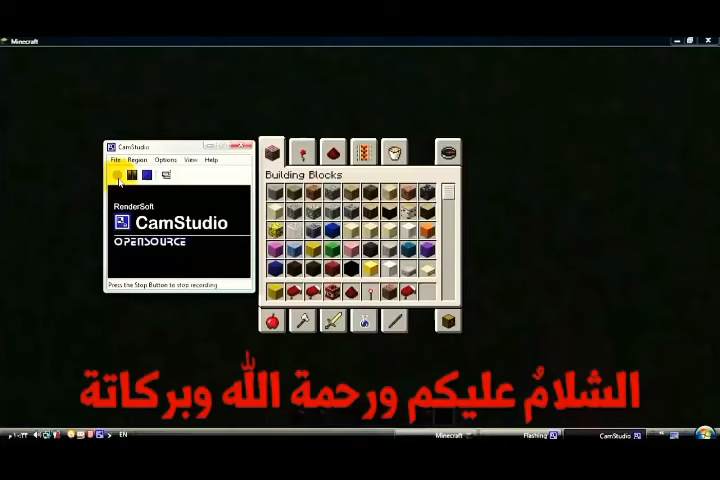 Minecraft
CamStudio
File Region Options View Help
RenderSoft
CamStudio
OPENSOURCE
Press the Stop Button to stop recording
Building Blocks
الشلامُ عليكم ورحمة الله وبركاتة
EN
Minecraft
Flashing
CamStudio